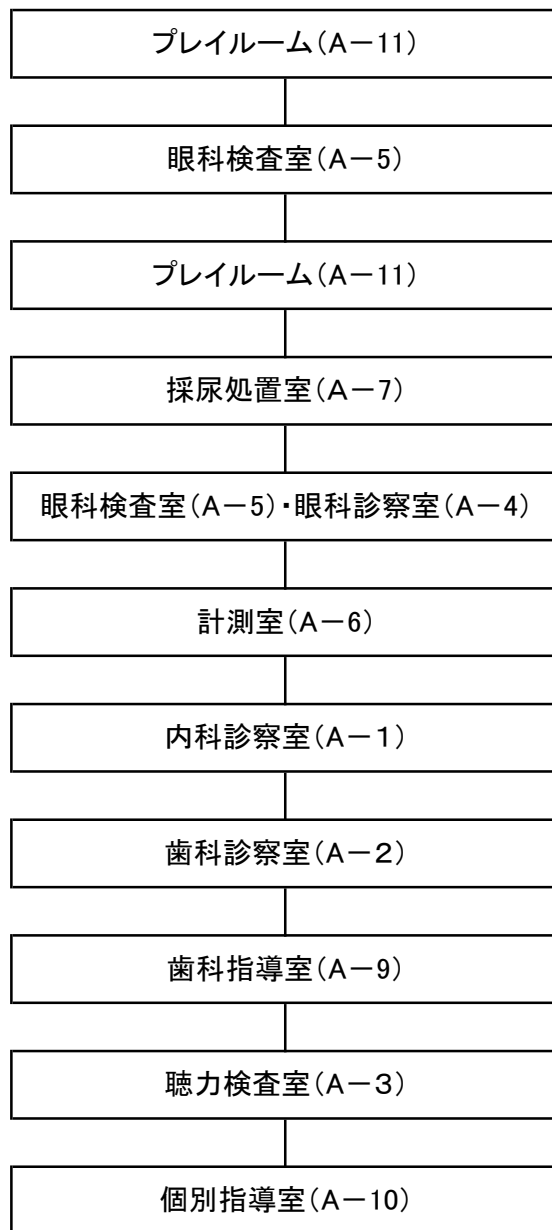 プレイルーム(A－11)
眼科検査室(A－5)
プレイルーム(A－11)
採尿処置室(A－7)
眼科検査室(A－5)・眼科診察室(A－4)
計測室(A－6)
内科診察室(A－１)
歯科診察室(A－２)
歯科指導室(A－9)
聴力検査室(A－３)
個別指導室(A－10)